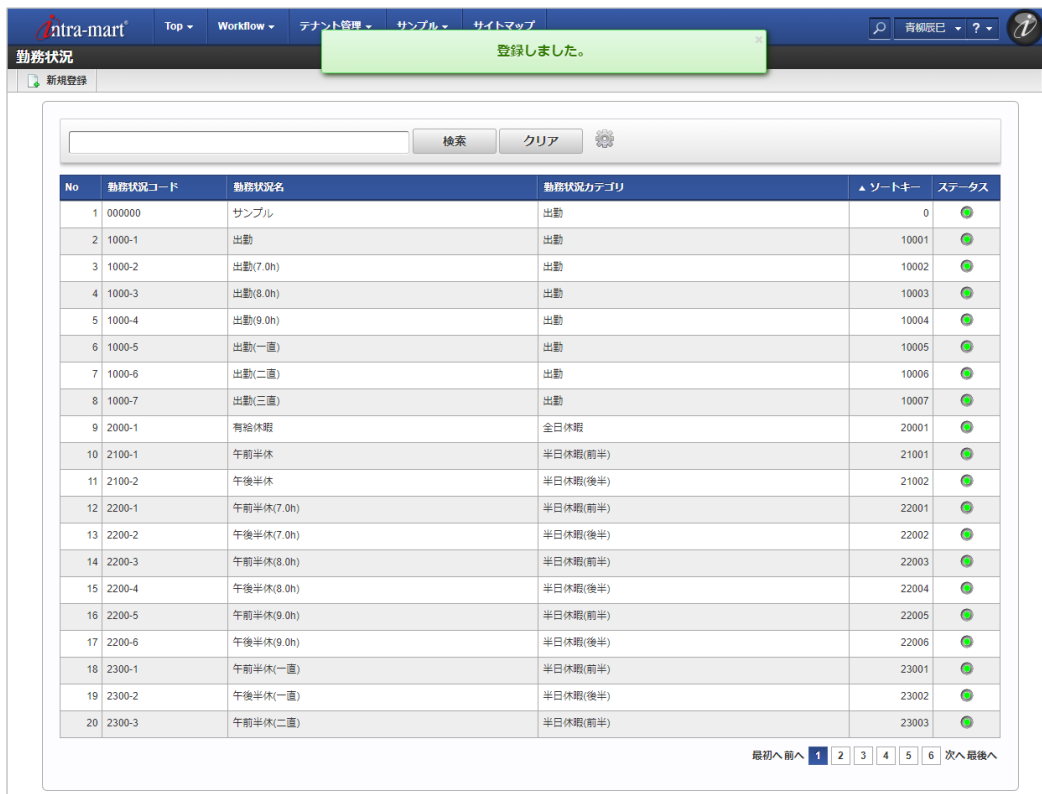 intra-mart® Top Workflow テナント管理 サンプル サイトマップ 青柳辰巳 ?
登録しました。 ×
勤務状況
新規登録
検索 クリア
No 勤務状況コード 勤務状況名 勤務状況カテゴリ ▲ ソートキー ステータス
1 000000 サンプル 出勤 0
2 1000-1 出勤 出勤 10001
3 1000-2 出勤(7.0h) 出勤 10002
4 1000-3 出勤(8.0h) 出勤 10003
5 1000-4 出勤(9.0h) 出勤 10004
6 1000-5 出勤(一直) 出勤 10005
7 1000-6 出勤(二直) 出勤 10006
8 1000-7 出勤(三直) 出勤 10007
9 2000-1 有給休暇 全日休暇 20001
10 2100-1 午前半休 半日休暇(前半) 21001
11 2100-2 午後半休 半日休暇(後半) 21002
12 2200-1 午前半休(7.0h) 半日休暇(前半) 22001
13 2200-2 午後半休(7.0h) 半日休暇(後半) 22002
14 2200-3 午前半休(8.0h) 半日休暇(前半) 22003
15 2200-4 午後半休(8.0h) 半日休暇(後半) 22004
16 2200-5 午前半休(9.0h) 半日休暇(前半) 22005
17 2200-6 午後半休(9.0h) 半日休暇(後半) 22006
18 2300-1 午前半休(一直) 半日休暇(前半) 23001
19 2300-2 午後半休(一直) 半日休暇(後半) 23002
20 2300-3 午前半休(二直) 半日休暇(前半) 23003
最初へ 前へ 1 2 3 4 5 6 次へ 最後へ